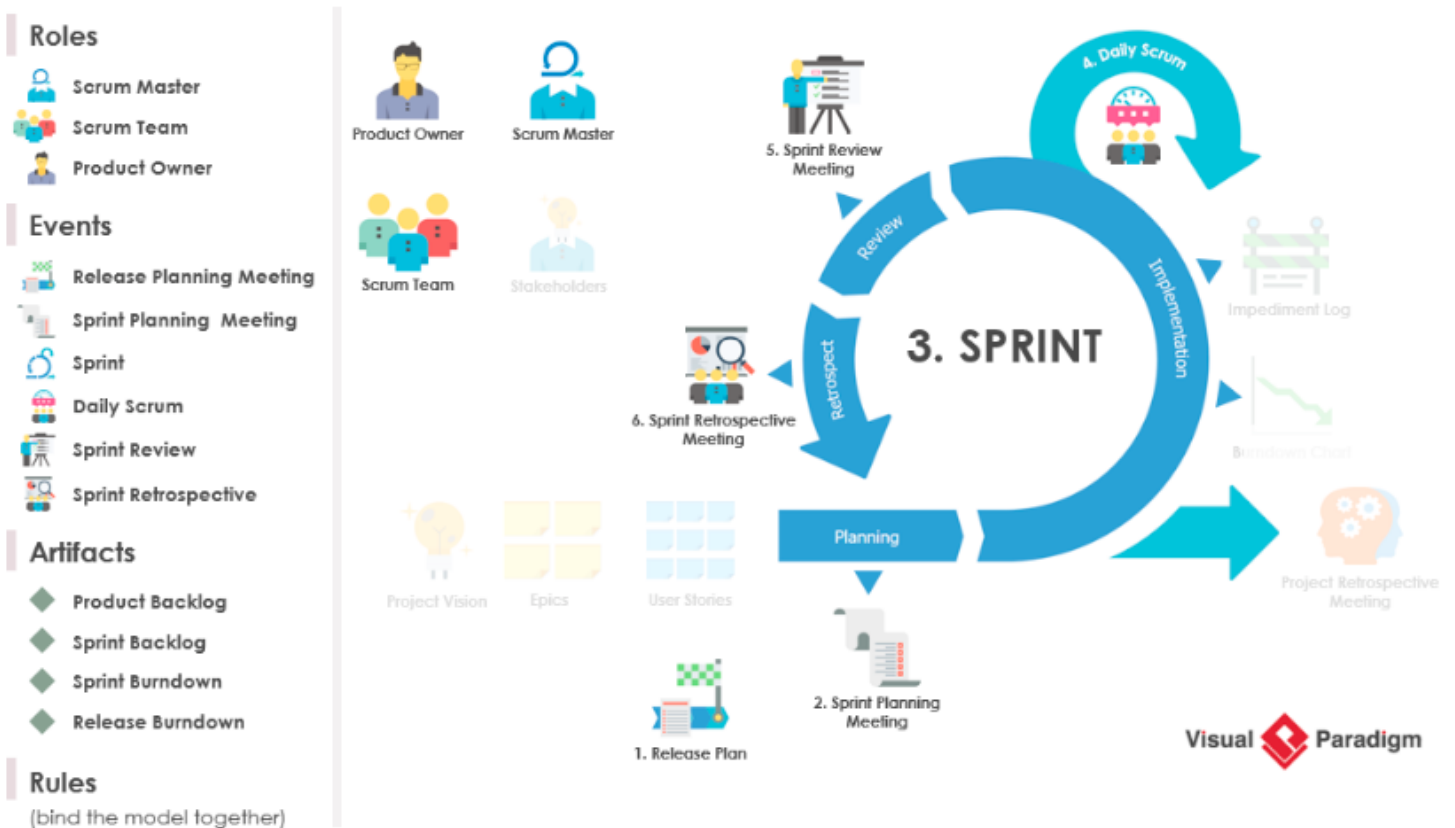 Roles
Scrum Master
Scrum Team
Product Owner
Events
Release Planning Meeting
Sprint Planning Meeting
Sprint
Daily Scrum
Sprint Review
Sprint Retrospective
Artifacts
Product Backlog
Sprint Backlog
Sprint Burndown
Release Burndown
Rules
(bind the model together)
Product Owner
Scrum Master
Scrum Team
Stakeholders
5. Sprint Review
Meeting
4. Daily Scrum
Review
Implementation
Impediment Log
3. SPRINT
Retrospect
6. Sprint Retrospective
Meeting
Burndown Chart
Project Vision
Epics
User Stories
Planning
Project Retrospective
Meeting
2. Sprint Planning
Meeting
1. Release Plan
Visual Paradigm